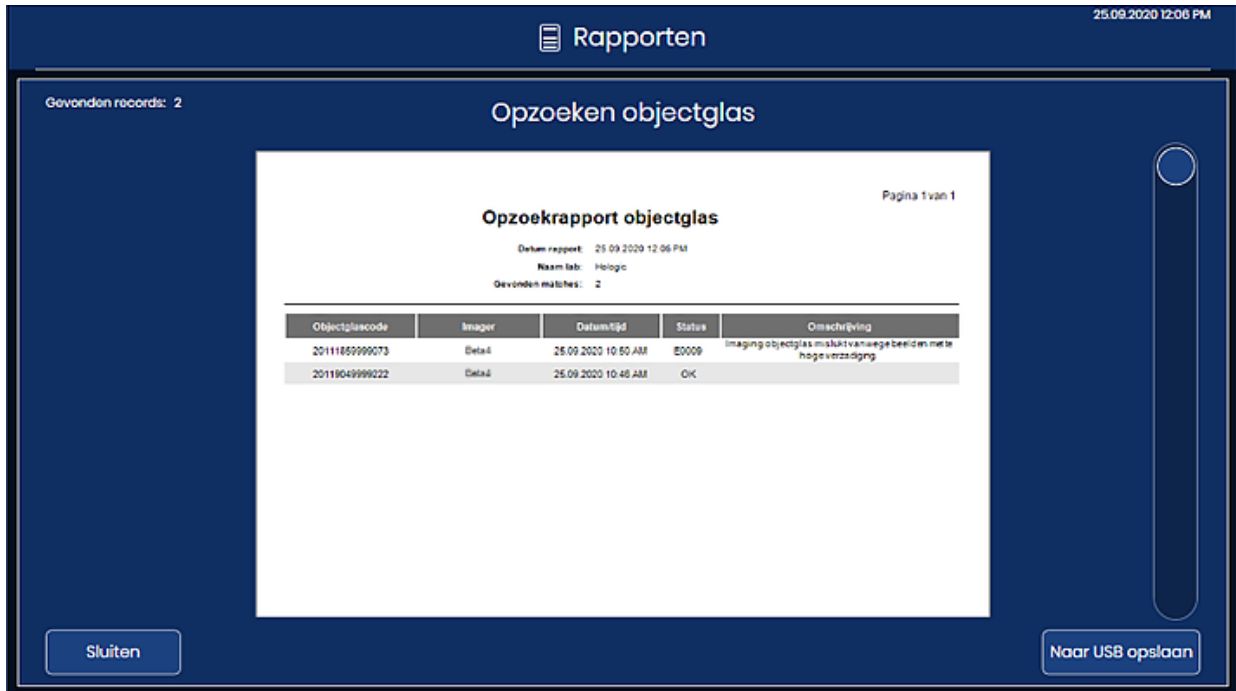 25.09.2020 12:06 PM
Rapporten
Gevonden records: 2
Opzoeken objectglas
Pagina 1 van 1
Opzoekrapport objectglas
Datum rapport: 25.09.2020 12:06 PM
Naam lab: Hologic
Gevonden matches: 2
Objectglascode Imager Datum/tijd Status Omschrijving
20111859999073 Beta4 25.09.2020 10:50 AM E0009 Imaging objectglas mislukt vanwege beelden met te
hoge verzadiging.
20119049999222 Beta4 25.09.2020 10:46 AM OK
Sluiten
Naar USB opslaan